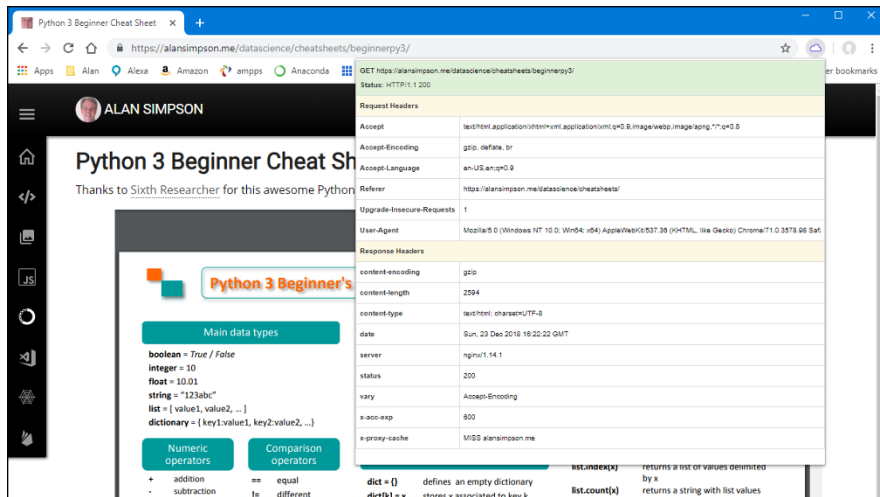 Python 3 Beginner Cheat Sheet
https://alansimpson.me/datascience/cheatsheets/beginnerpy3/
Apps Alan Alexa Amazon ampps Anaconda er bookmarks
ALAN SIMPSON
Python 3 Beginner Cheat Sh
Thanks to Sixth Researcher for this awesome Python
JS
Python 3 Beginner's
Main data types
boolean = True / False
integer = 10
float = 10.01
string = "123abc"
list = [ value1, value2, ... ]
dictionary = { key1:value1, key2:value2, ...}
Numeric
operators
+ addition
- subtraction
Comparison
operators
== equal
!= different
dict = {} defines an empty dictionary
dict[k] = x stores x associated to key k
list.index(x) returns a list of values delimited
by x
list.count(x) returns a string with list values
GET https://alansimpson.me/datascience/cheatsheets/beginnerpy3/
Status: HTTP/1.1 200
Request Headers
Accept text/html,application/xhtml+xml,application/xml;q=0.9,image/webp,image/apng,*/*;q=0.8
Accept-Encoding gzip, deflate, br
Accept-Language en-US,en;q=0.9
Referer https://alansimpson.me/datascience/cheatsheets/
Upgrade-Insecure-Requests 1
User-Agent Mozilla/5.0 (Windows NT 10.0; Win64; x64) AppleWebKit/537.36 (KHTML, like Gecko) Chrome/71.0.3578.98 Saf
Response Headers
content-encoding gzip
content-length 2594
content-type text/html; charset=UTF-8
date Sun, 23 Dec 2018 16:22:22 GMT
server nginx/1.14.1
status 200
vary Accept-Encoding
x-acc-exp 600
x-proxy-cache MISS alansimpson.me